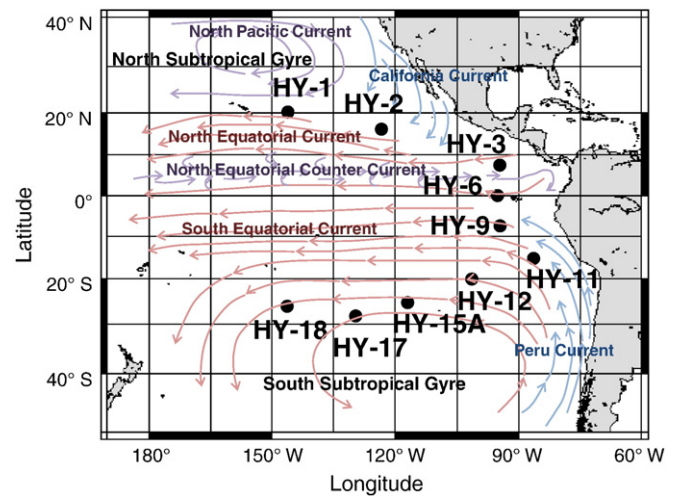 40° N
North Pacific Current
North Subtropical Gyre
California Current
HY-1
HY-2
20° N
North Equatorial Current
HY-3
North Equatorial Counter Current
HY-6
0°
South Equatorial Current
HY-9
HY-11
20° S
HY-12
HY-18
HY-15A
HY-17
Peru Current
40° S
South Subtropical Gyre
Latitude
180°
150° W
120° W
90° W
60° W
Longitude